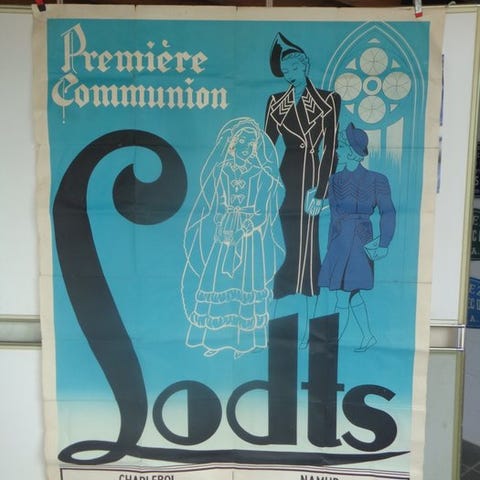 Première
Communion
Lodts
CHARLEROI
NAMUR